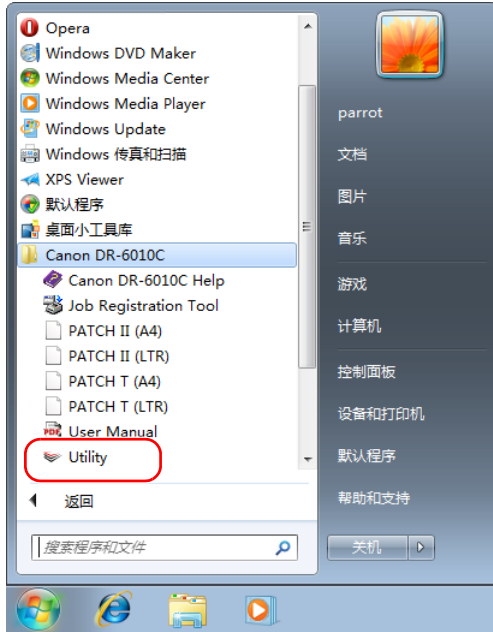 Opera
Windows DVD Maker
Windows Media Center
Windows Media Player
Windows Update
Windows 传真和扫描
XPS Viewer
默认程序
桌面小工具库
Canon DR-6010C
Canon DR-6010C Help
Job Registration Tool
PATCH II (A4)
PATCH II (LTR)
PATCH T (A4)
PATCH T (LTR)
User Manual
Utility
返回
搜索程序和文件
parrot
文档
图片
音乐
游戏
计算机
控制面板
设备和打印机
默认程序
帮助和支持
关机